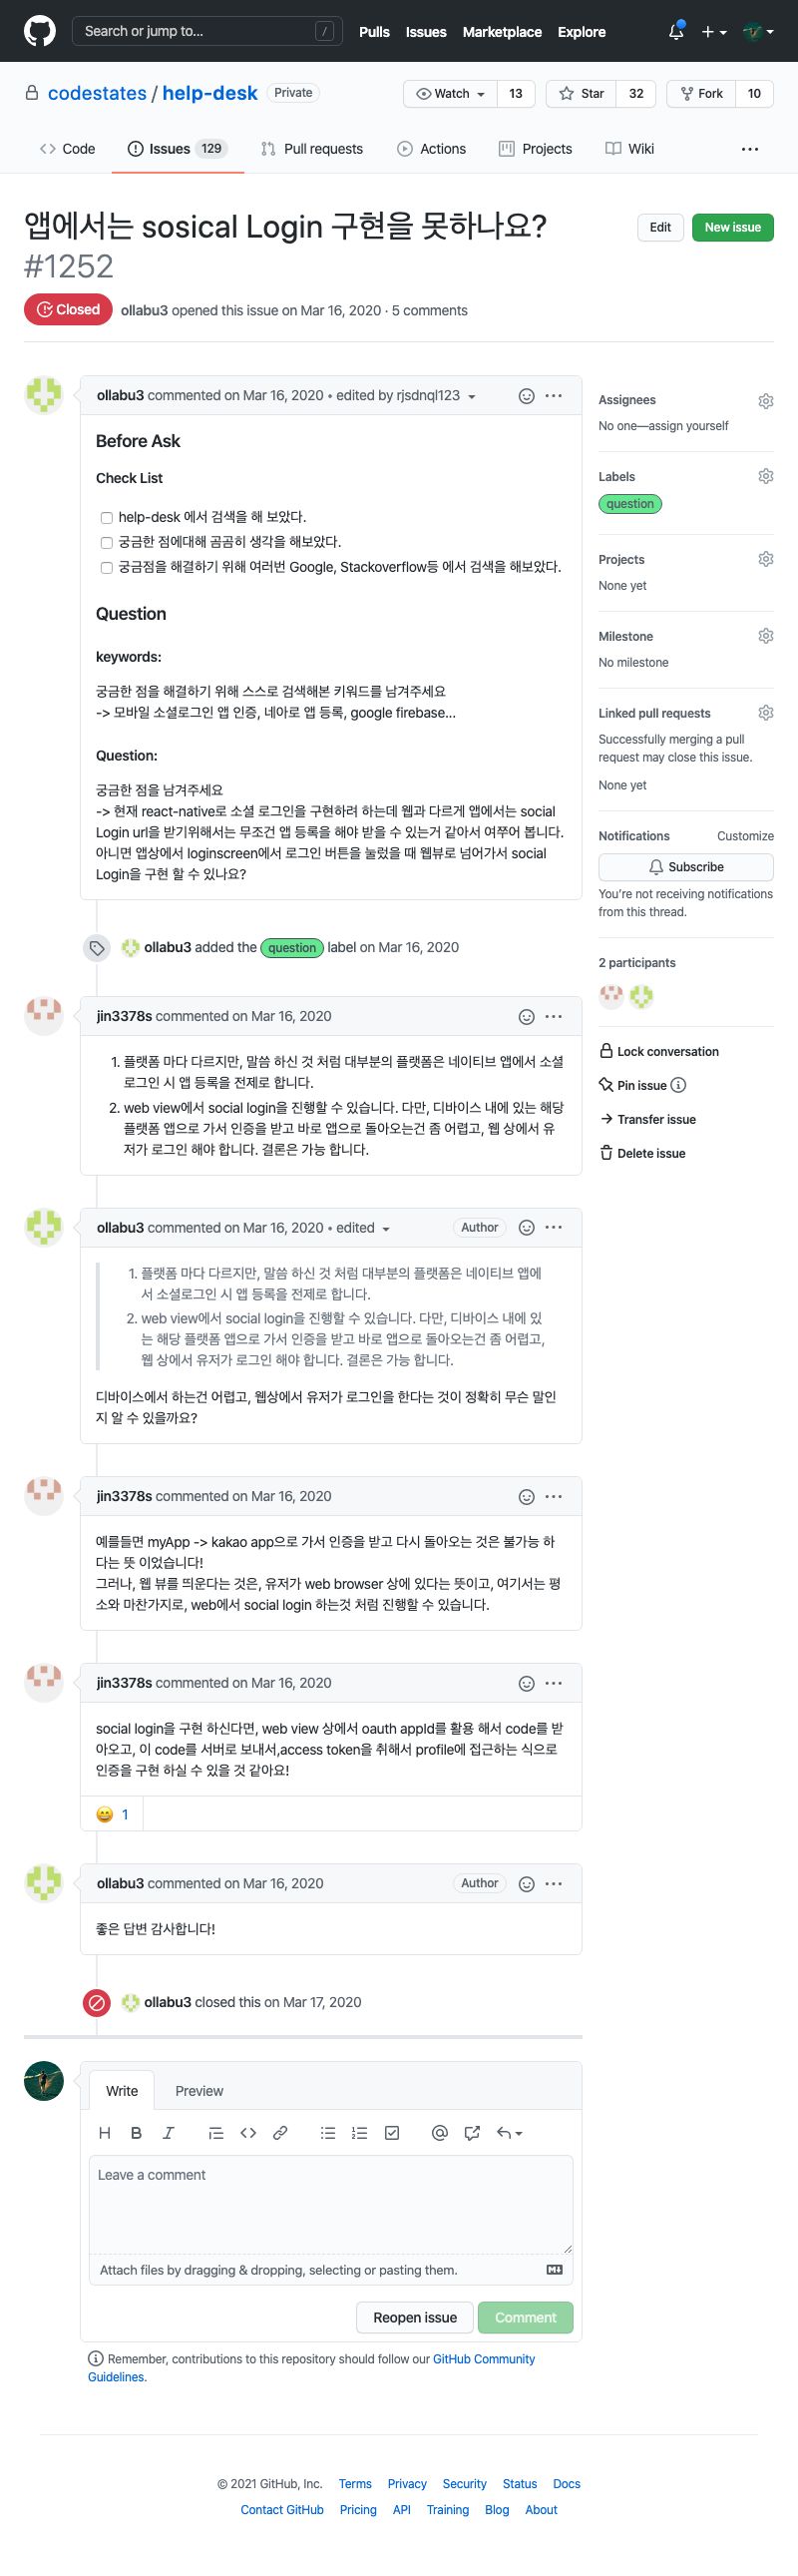 Search or jump to... /
Pulls Issues Marketplace Explore
codestates / help-desk Private
Watch 13 Star 32 Fork 10
Code Issues 129 Pull requests Actions Projects Wiki
앱에서는 sosical Login 구현을 못하나요?
#1252
Edit New issue
Closed ollabu3 opened this issue on Mar 16, 2020 · 5 comments
ollabu3 commented on Mar 16, 2020 • edited by rjsdnql123
Before Ask
Check List
help-desk 에서 검색을 해 보았다.
궁금한 점에대해 곰곰히 생각을 해보았다.
궁금점을 해결하기 위해 여러번 Google, Stackoverflow등 에서 검색을 해보았다.
Question
keywords:
궁금한 점을 해결하기 위해 스스로 검색해본 키워드를 남겨주세요
-> 모바일 소셜로그인 앱 인증, 네아로 앱 등록, google firebase...
Question:
궁금한 점을 남겨주세요
-> 현재 react-native로 소셜 로그인을 구현하려 하는데 웹과 다르게 앱에서는 social
Login url을 받기위해서는 무조건 앱 등록을 해야 받을 수 있는거 같아서 여쭈어 봅니다.
아니면 앱상에서 loginscreen에서 로그인 버튼을 눌렀을 때 웹뷰로 넘어가서 social
Login을 구현 할 수 있나요?
ollabu3 added the question label on Mar 16, 2020
jin3378s commented on Mar 16, 2020
1. 플랫폼 마다 다르지만, 말씀 하신 것 처럼 대부분의 플랫폼은 네이티브 앱에서 소셜
로그인 시 앱 등록을 전제로 합니다.
2. web view에서 social login을 진행할 수 있습니다. 다만, 디바이스 내에 있는 해당
플랫폼 앱으로 가서 인증을 받고 바로 앱으로 돌아오는건 좀 어렵고, 웹 상에서 유
저가 로그인 해야 합니다. 결론은 가능 합니다.
ollabu3 commented on Mar 16, 2020 • edited Author
1. 플랫폼 마다 다르지만, 말씀 하신 것 처럼 대부분의 플랫폼은 네이티브 앱에
서 소셜로그인 시 앱 등록을 전제로 합니다.
2. web view에서 social login을 진행할 수 있습니다. 다만, 디바이스 내에 있
는 해당 플랫폼 앱으로 가서 인증을 받고 바로 앱으로 돌아오는건 좀 어렵고,
웹 상에서 유저가 로그인 해야 합니다. 결론은 가능 합니다.
디바이스에서 하는건 어렵고, 웹상에서 유저가 로그인을 한다는 것이 정확히 무슨 말인
지 알 수 있을까요?
jin3378s commented on Mar 16, 2020
예를들면 myApp -> kakao app으로 가서 인증을 받고 다시 돌아오는 것은 불가능 하
다는 뜻 이었습니다!
그러나, 웹 뷰를 띄운다는 것은, 유저가 web browser 상에 있다는 뜻이고, 여기서는 평
소와 마찬가지로, web에서 social login 하는것 처럼 진행할 수 있습니다.
jin3378s commented on Mar 16, 2020
social login을 구현 하신다면, web view 상에서 oauth appId를 활용 해서 code를 받
아오고, 이 code를 서버로 보내서,access token을 취해서 profile에 접근하는 식으로
인증을 구현 하실 수 있을 것 같아요!
1
ollabu3 commented on Mar 16, 2020 Author
좋은 답변 감사합니다!
ollabu3 closed this on Mar 17, 2020
Write Preview
Leave a comment
Attach files by dragging & dropping, selecting or pasting them.
Reopen issue Comment
Remember, contributions to this repository should follow our GitHub Community
Guidelines.
Assignees
No one—assign yourself
Labels
question
Projects
None yet
Milestone
No milestone
Linked pull requests
Successfully merging a pull
request may close this issue.
None yet
Notifications Customize
Subscribe
You're not receiving notifications
from this thread.
2 participants
Lock conversation
Pin issue
Transfer issue
Delete issue
© 2021 GitHub, Inc. Terms Privacy Security Status Docs
Contact GitHub Pricing API Training Blog About